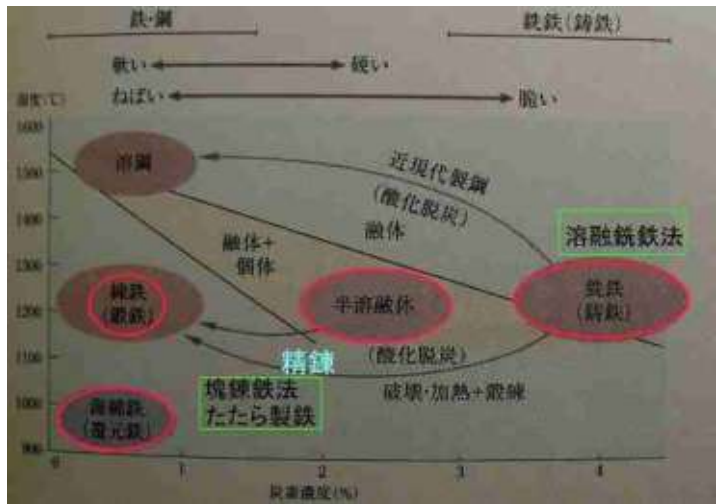 鉄・鋼
銑鉄(鋳鉄)
軟い
硬い
ねばい
脆い
温度(℃)
1600
1500
1400
1300
1200
1100
1000
900
溶鋼
近現代製鋼
(酸化脱炭)
融体
融体+
個体
溶融銑鉄法
錬鉄
(鍛鉄)
半溶融体
銑鉄
(鋳鉄)
精錬
(酸化脱炭)
塊錬鉄法
たたら製鉄
破壊・加熱+鍛練
海綿鉄
(還元鉄)
0
1
2
3
4
炭素濃度(%)